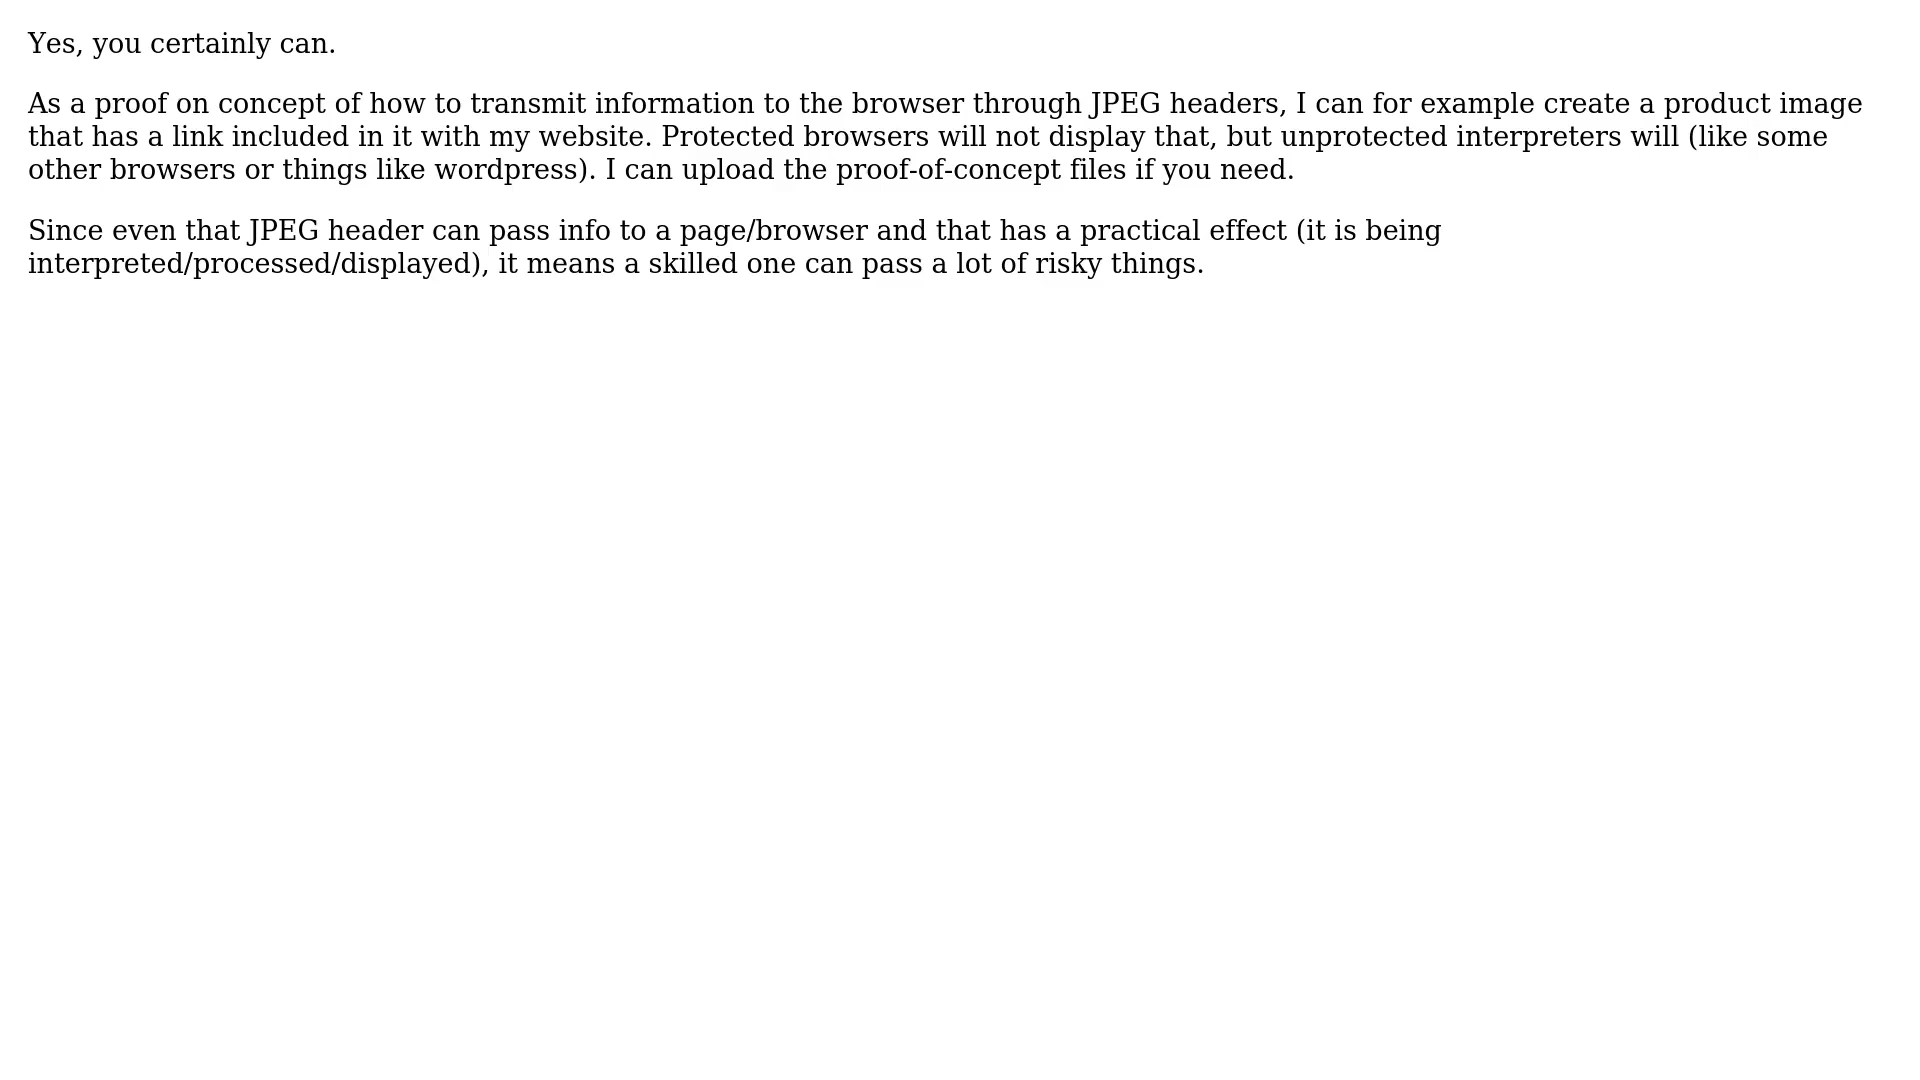 Yes, you certainly can.
As a proof on concept of how to transmit information to the browser through JPEG headers, I can for example create a product image
that has a link included in it with my website. Protected browsers will not display that, but unprotected interpreters will (like some
other browsers or things like wordpress). I can upload the proof-of-concept files if you need.
Since even that JPEG header can pass info to a page/browser and that has a practical effect (it is being
interpreted/processed/displayed), it means a skilled one can pass a lot of risky things.